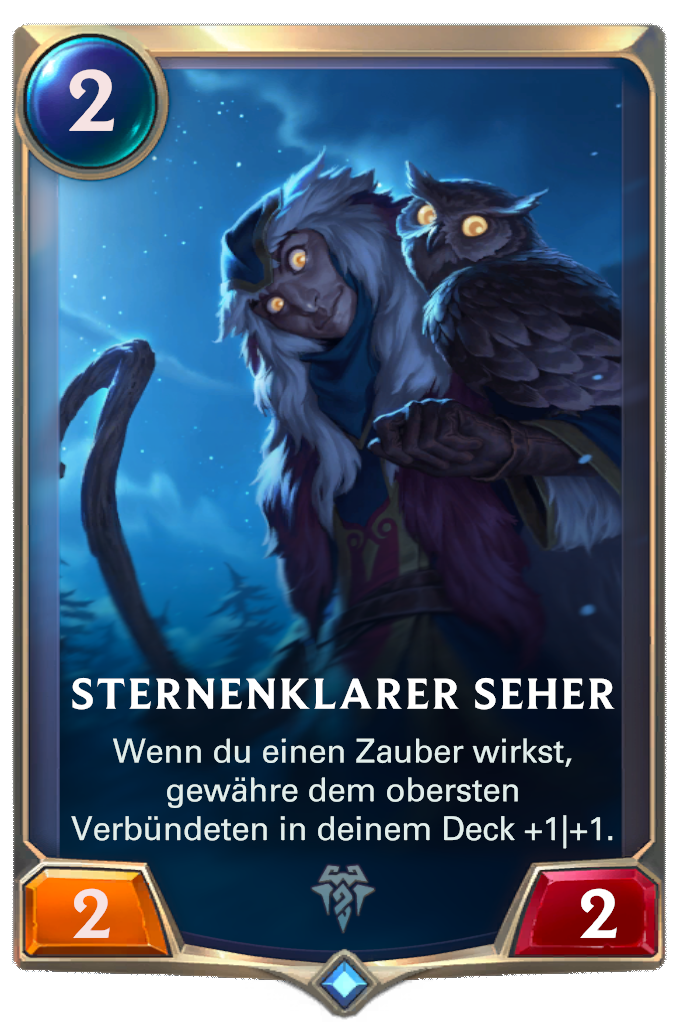 2
STERNENKLARER SEHER
Wenn du einen Zauber wirkst,
gewähre dem obersten
Verbündeten in deinem Deck +1|+1.
2
2